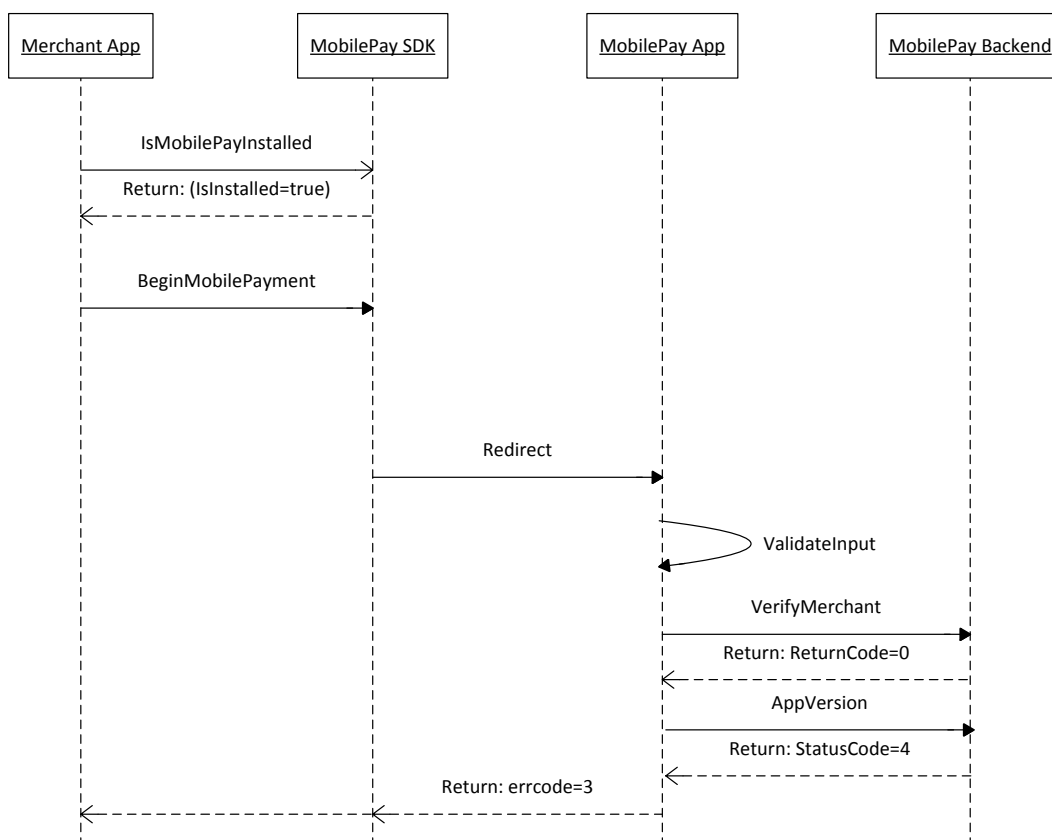 Merchant App
MobilePay SDK
MobilePay App
MobilePay Backend
IsMobilePayInstalled
Return: (IsInstalled=true)
BeginMobilePayment
Redirect
ValidateInput
VerifyMerchant
Return: ReturnCode=0
AppVersion
Return: StatusCode=4
Return: errcode=3